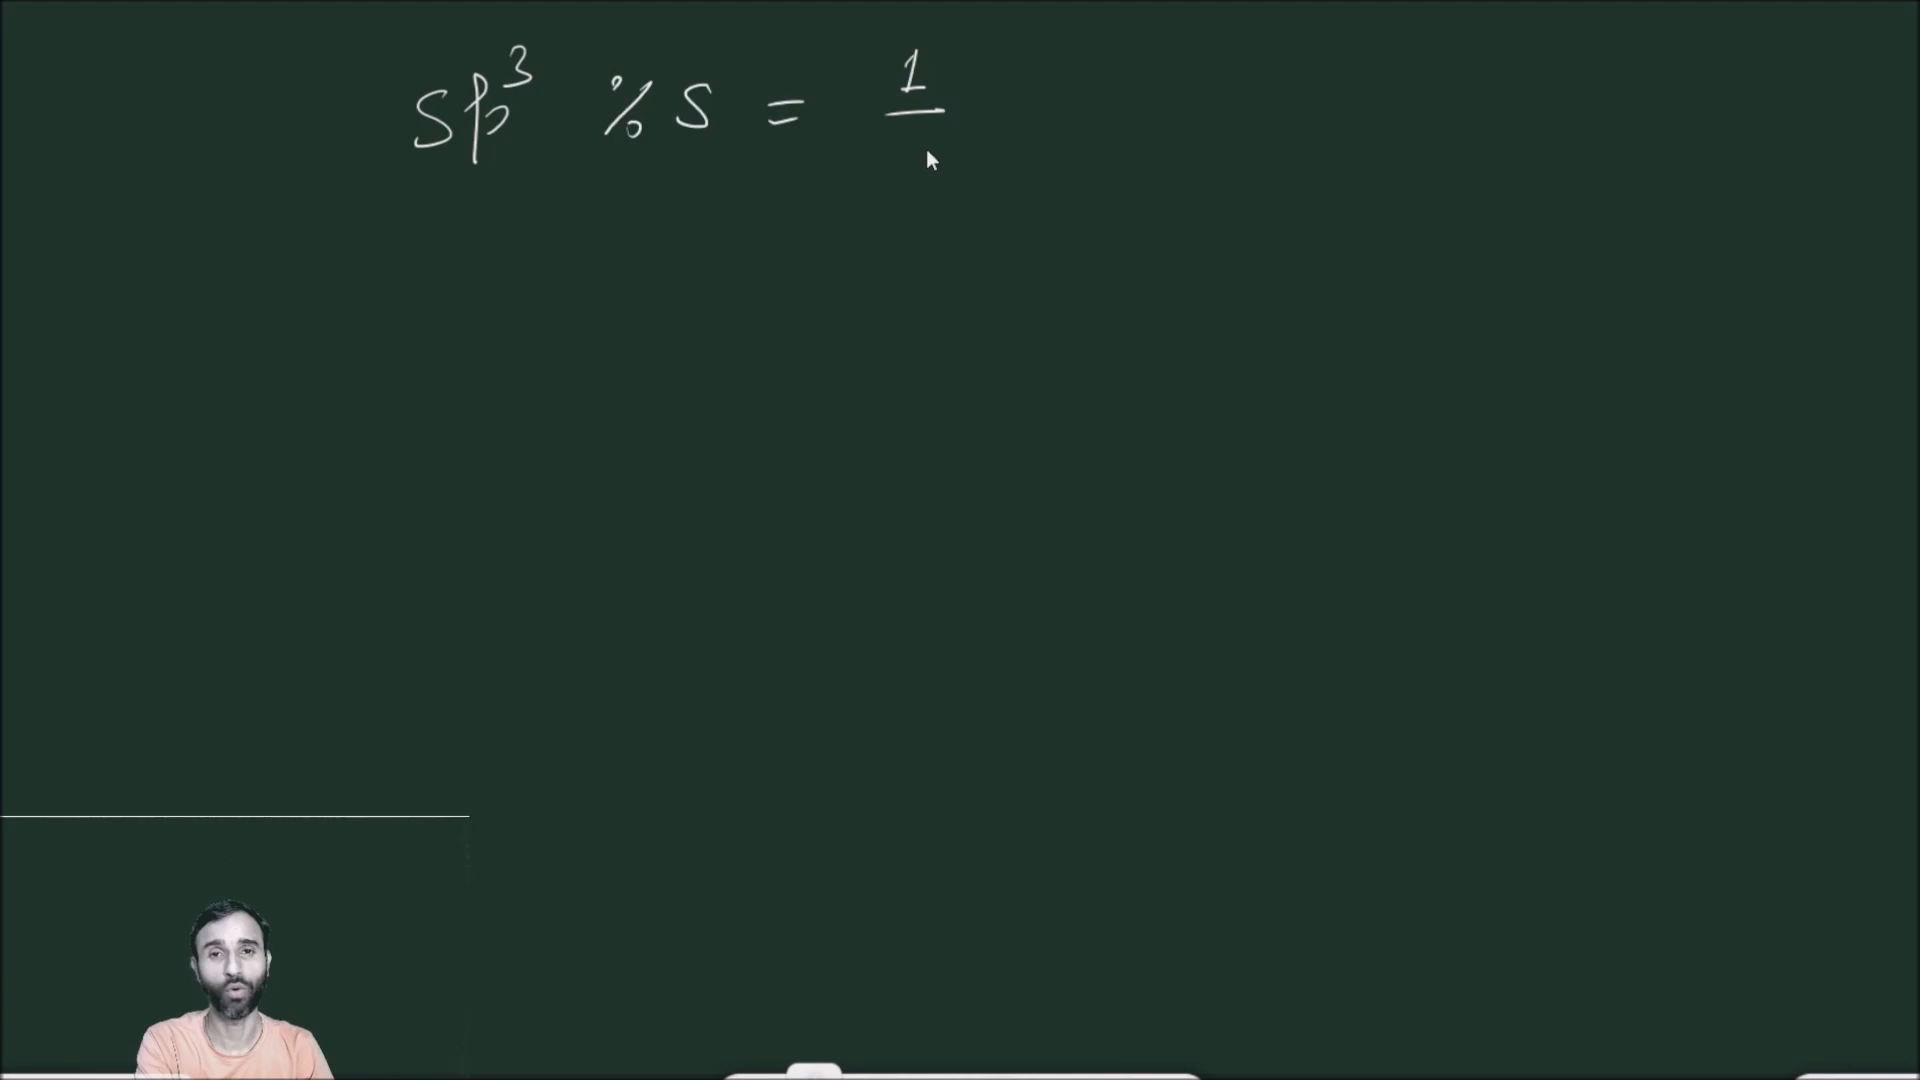 sp³ % s = 1/